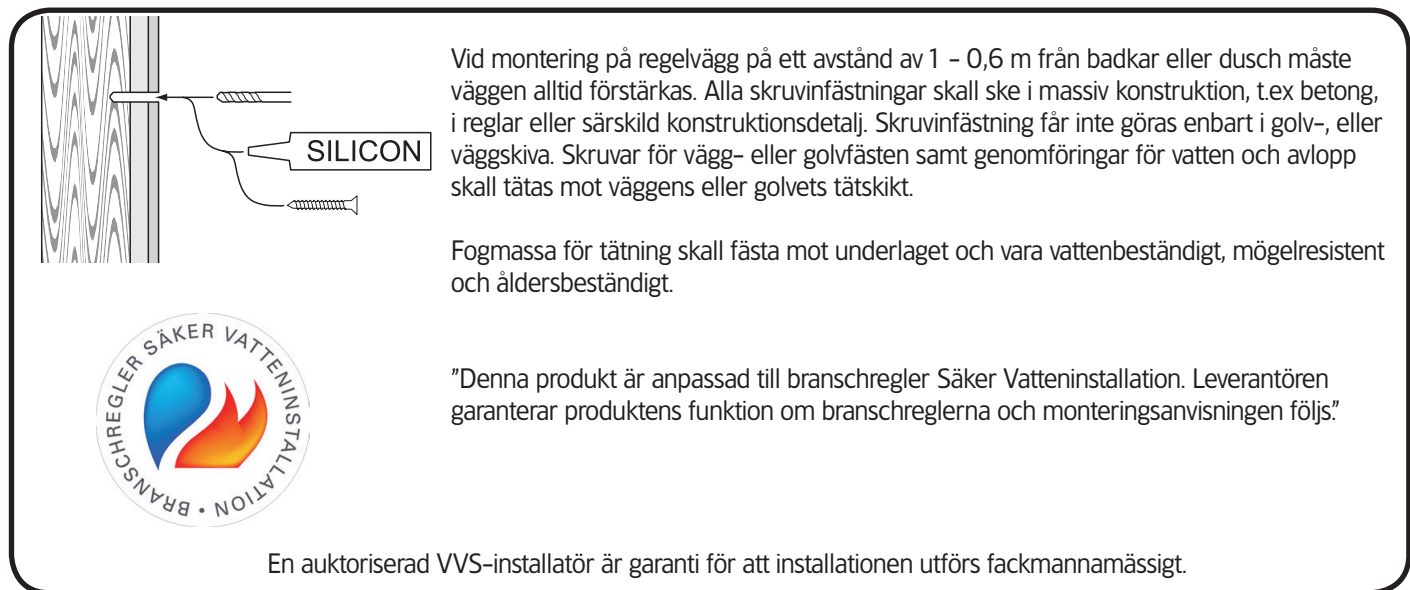 Vid montering på regelvägg på ett avstånd av 1 - 0,6 m från badkar eller dusch måste
väggen alltid förstärkas. Alla skruvinfästningar skall ske i massiv konstruktion, t.ex betong,
i reglar eller särskild konstruktionsdetalj. Skruvinfästning får inte göras enbart i golv-, eller
väggskiva. Skruvar för vägg- eller golvfästen samt genomföringar för vatten och avlopp
skall tätas mot väggens eller golvets tätskikt.
SILICON
Fogmassa för tätning skall fästa mot underlaget och vara vattenbeständigt, mögelresistent
och åldersbeständigt.
BRANSCHREGLER SÄKER VATTENINSTALLATION •
"Denna produkt är anpassad till branschregler Säker Vatteninstallation. Leverantören
garanterar produktens funktion om branschreglerna och monteringsanvisningen följs."
En auktoriserad VVS-installatör är garanti för att installationen utförs fackmannamässigt.